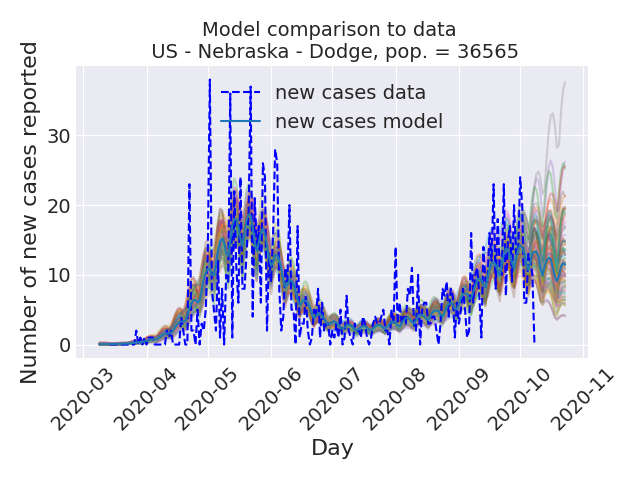 Model comparison to data
US - Nebraska - Dodge, pop. = 36565
Number of new cases reported
new cases data
new cases model
30
20
10
0
2020-03
2020-04
2020-05
2020-06
2020-07
2020-08
2020-09
2020-10
2020-11
Day